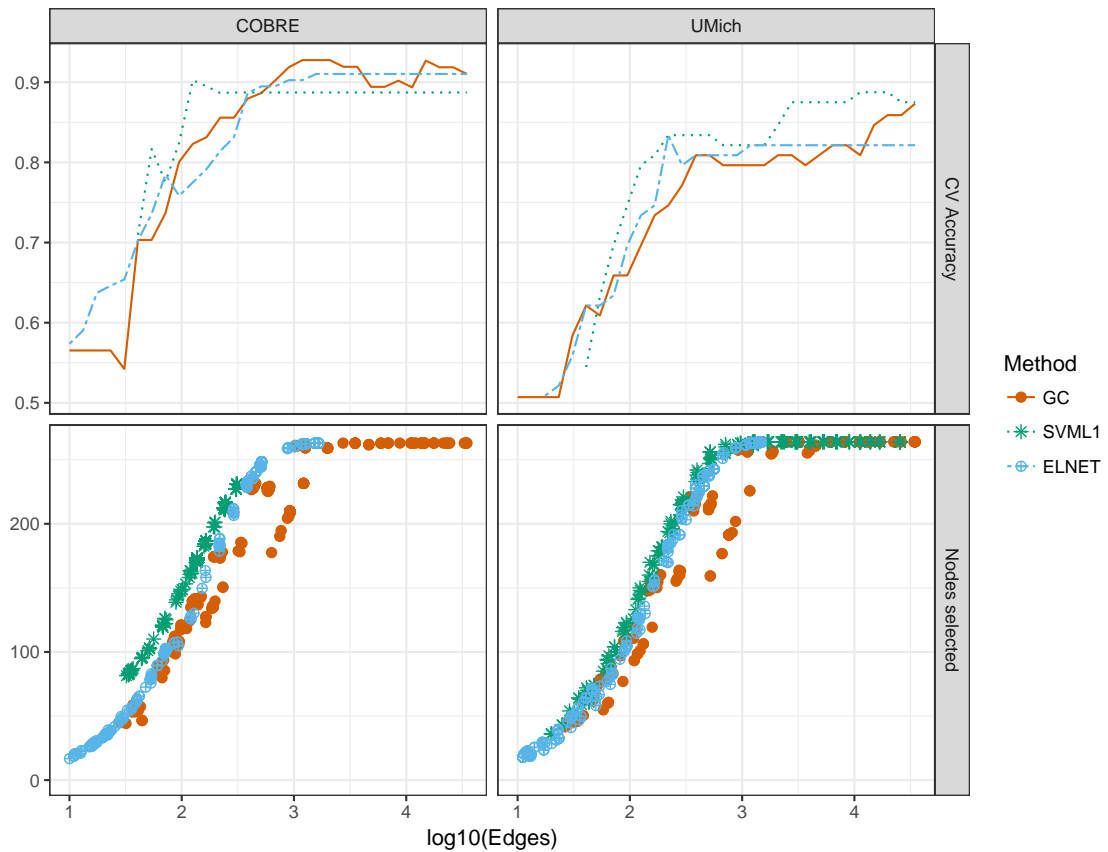 COBRE
UMich
0.9
0.8
0.7
0.6
0.5
CV Accuracy
200
100
0
Nodes selected
1 2 3 4
1 2 3 4
log10(Edges)
Method
GC
SVML1
ELNET